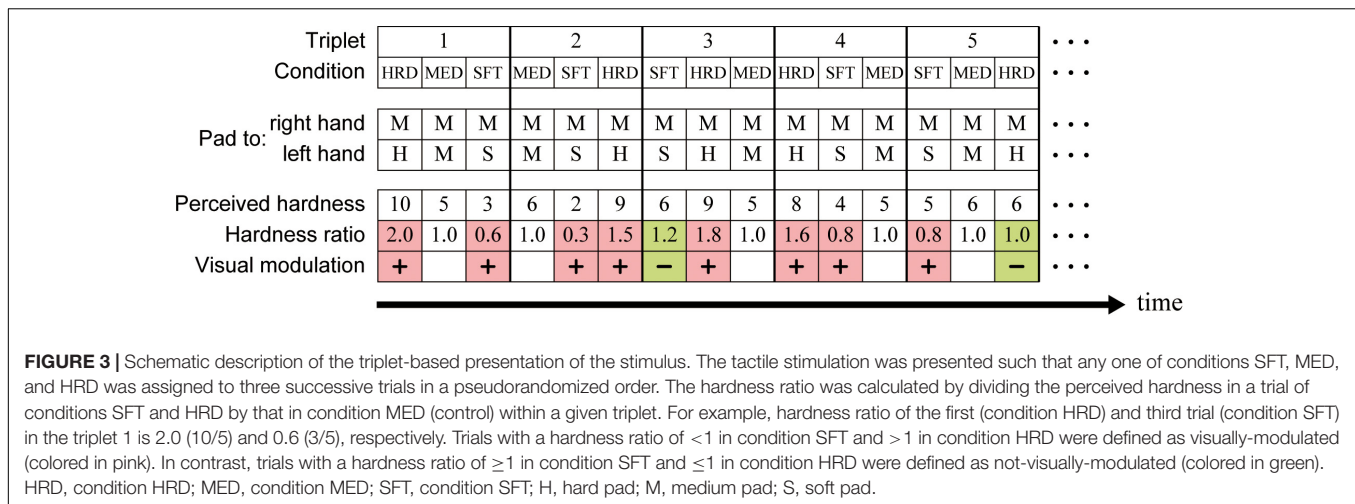 Triplet 1 2 3 4 5 • • •
Condition HRD MED SFT MED SFT HRD SFT HRD MED HRD SFT MED SFT MED HRD • • •
Pad to:
right hand M M M M M M M M M M M M M M M • • •
left hand H M S M S H S H M H S M S M H • • •
Perceived hardness 10 5 3 6 2 9 6 9 5 8 4 5 5 6 6 • • •
Hardness ratio 2.0 1.0 0.6 1.0 0.3 1.5 1.2 1.8 1.0 1.6 0.8 1.0 0.8 1.0 1.0 • • •
Visual modulation + + + + − + + + + − • • •
time
FIGURE 3 | Schematic description of the triplet-based presentation of the stimulus. The tactile stimulation was presented such that any one of conditions SFT, MED,
and HRD was assigned to three successive trials in a pseudorandomized order. The hardness ratio was calculated by dividing the perceived hardness in a trial of
conditions SFT and HRD by that in condition MED (control) within a given triplet. For example, hardness ratio of the first (condition HRD) and third trial (condition SFT)
in the triplet 1 is 2.0 (10/5) and 0.6 (3/5), respectively. Trials with a hardness ratio of <1 in condition SFT and >1 in condition HRD were defined as visually-modulated
(colored in pink). In contrast, trials with a hardness ratio of ≥1 in condition SFT and ≤1 in condition HRD were defined as not-visually-modulated (colored in green).
HRD, condition HRD; MED, condition MED; SFT, condition SFT; H, hard pad; M, medium pad; S, soft pad.